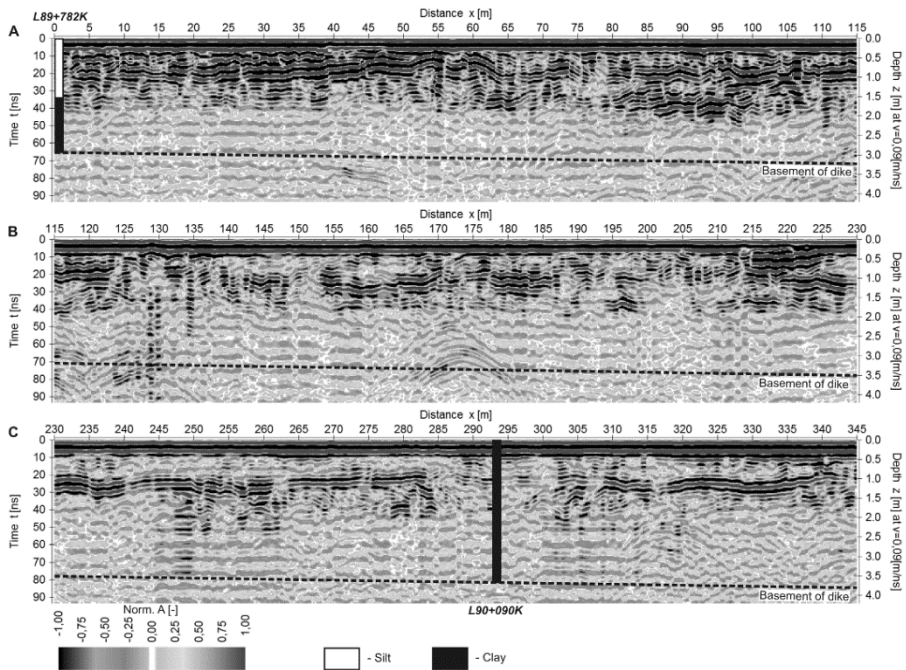 L89+782K
Distance x [m]
A
0 5 10 15 20 25 30 35 40 45 50 55 60 65 70 75 80 85 90 95 100 105 110 115
Time t [ns]
0 10 20 30 40 50 60 70 80 90
Depth z [m] at v=0,09[m/ns]
0.0 0.5 1.0 1.5 2.0 2.5 3.0 3.5 4.0
Basement of dike
Distance x [m]
B
115 120 125 130 135 140 145 150 155 160 165 170 175 180 185 190 195 200 205 210 215 220 225 230
Time t [ns]
0 10 20 30 40 50 60 70 80 90
Depth z [m] at v=0,09[m/ns]
0.0 0.5 1.0 1.5 2.0 2.5 3.0 3.5 4.0
Basement of dike
Distance x [m]
C
230 235 240 245 250 255 260 265 270 275 280 285 290 295 300 305 310 315 320 325 330 335 340 345
Time t [ns]
0 10 20 30 40 50 60 70 80 90
Depth z [m] at v=0,09[m/ns]
0.0 0.5 1.0 1.5 2.0 2.5 3.0 3.5 4.0
Basement of dike
L90+090K
Norm. A [-]
-1,00 -0,75 -0,50 -0,25 0,00 0,25 0,50 0,75 1,00
- Silt
- Clay